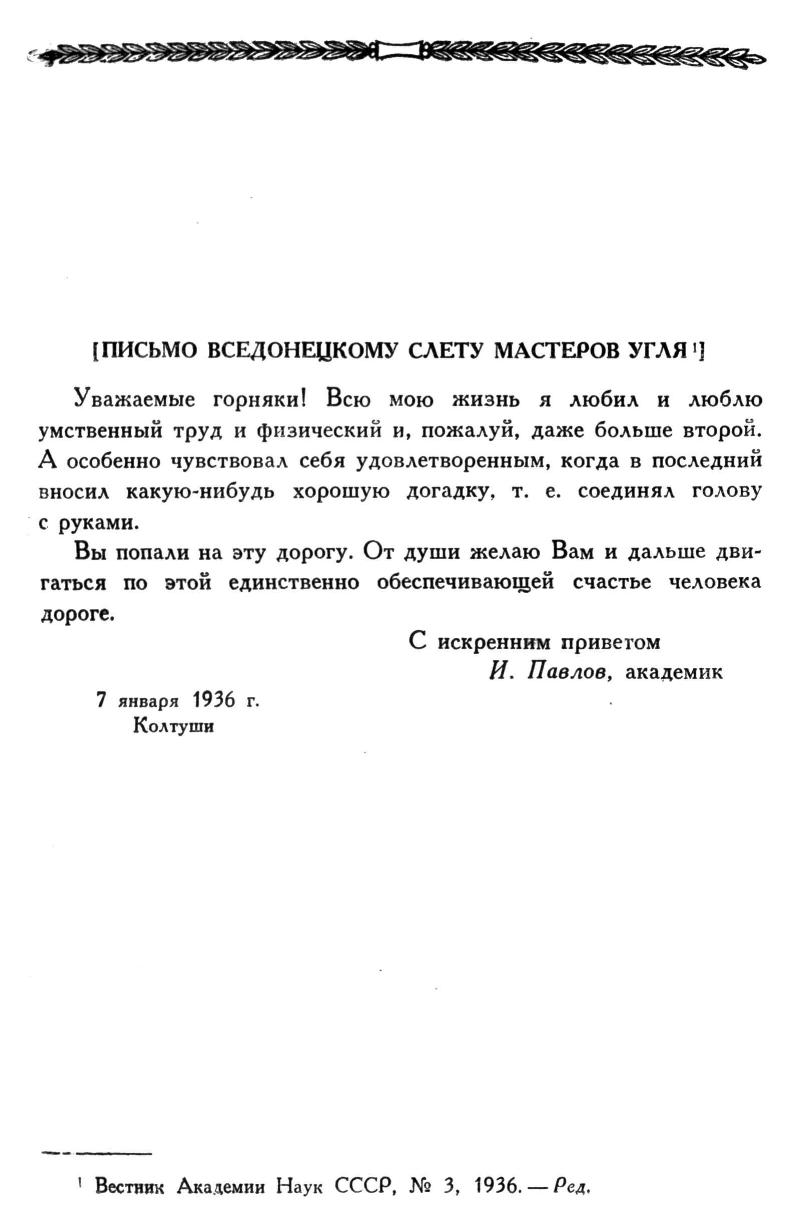 [ПИСЬМО ВСЕДОНЕЦКОМУ СЛЕТУ МАСТЕРОВ УГЛЯ ¹]
Уважаемые горняки! Всю мою жизнь я любил и люблю
умственный труд и физический и, пожалуй, даже больше второй.
А особенно чувствовал себя удовлетворенным, когда в последний
вносил какую-нибудь хорошую догадку, т. е. соединял голову
с руками.
Вы попали на эту дорогу. От души желаю Вам и дальше дви-
гаться по этой единственно обеспечивающей счастье человека
дороге.
С искренним приветом
И. Павлов, академик
7 января 1936 г.
Колтуши
¹ Вестник Академии Наук СССР, № 3, 1936. — Ред.